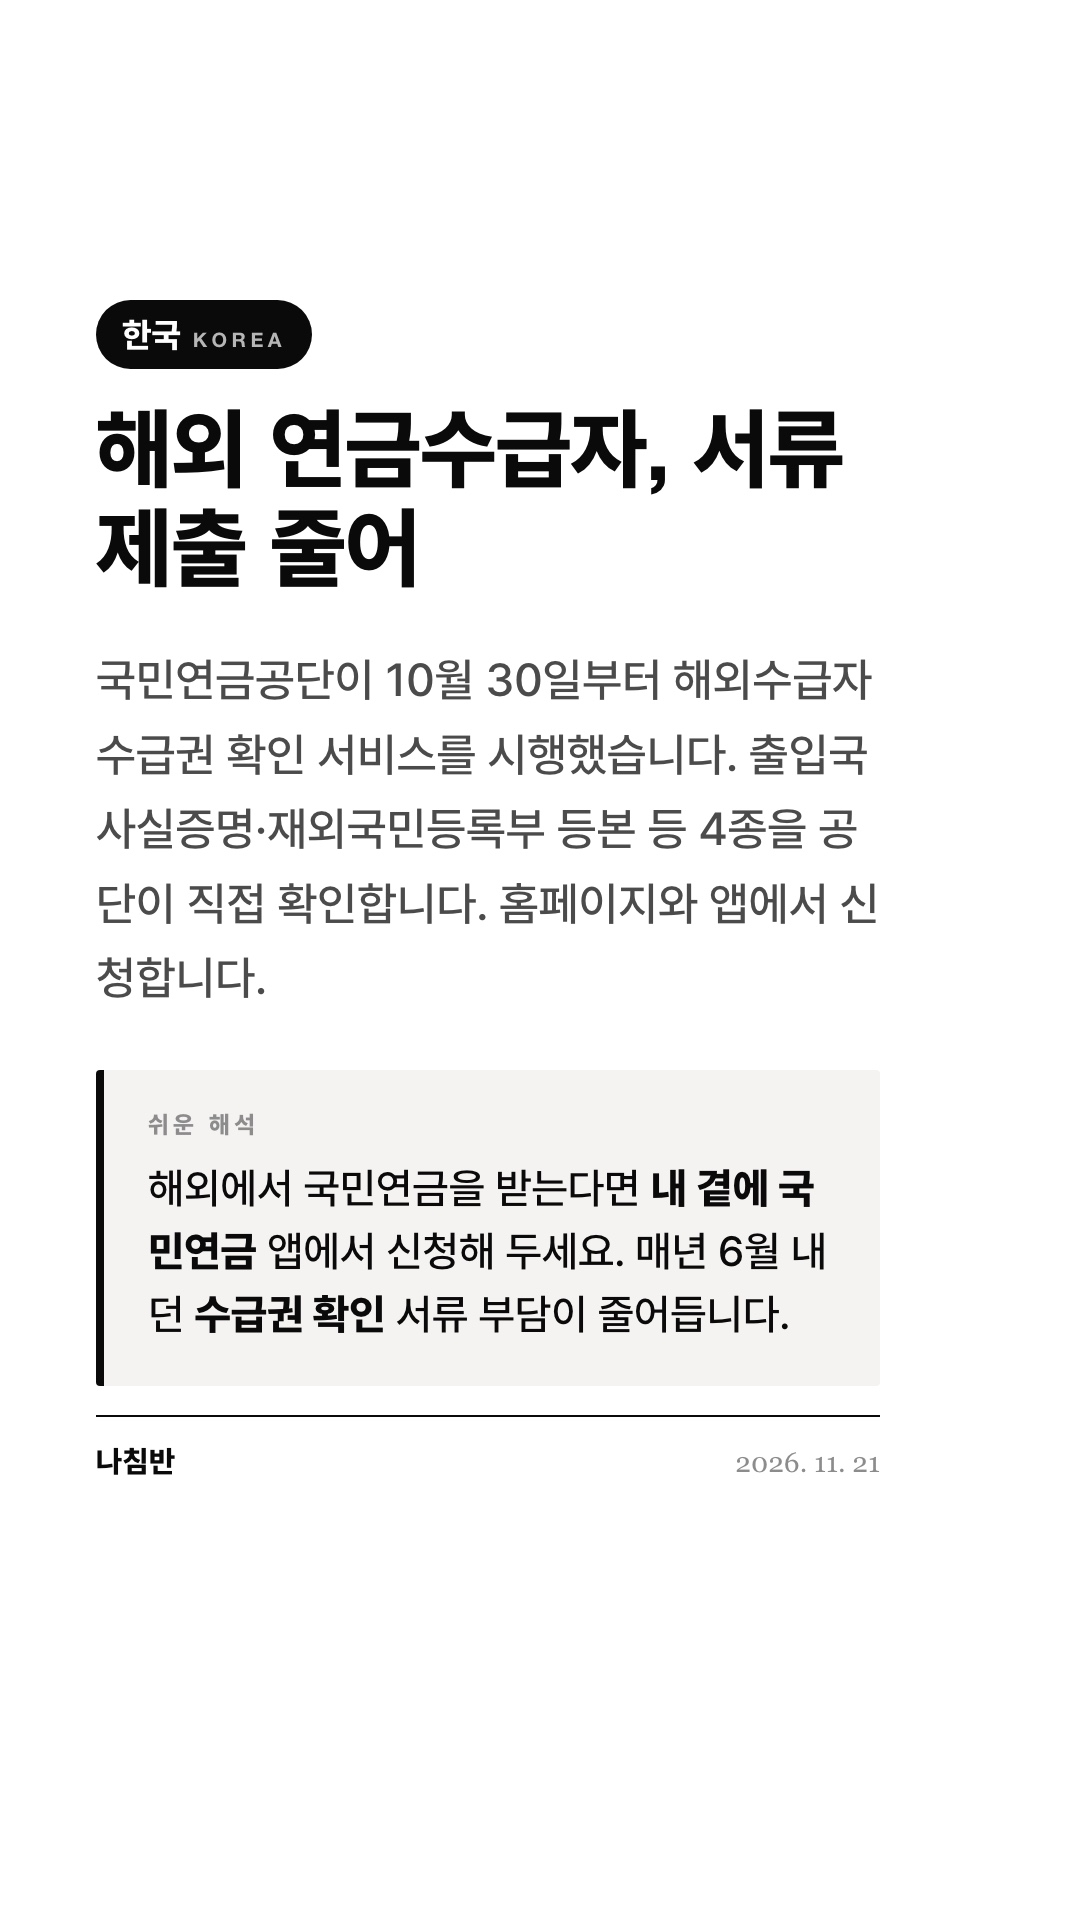 한국 KOREA
해외 연금수급자, 서류
제출 줄어
국민연금공단이 10월 30일부터 해외수급자
수급권 확인 서비스를 시행했습니다. 출입국
사실증명·재외국민등록부 등본 등 4종을 공
단이 직접 확인합니다. 홈페이지와 앱에서 신
청합니다.
쉬운 해석
해외에서 국민연금을 받는다면 내 곁에 국
민연금 앱에서 신청해 두세요. 매년 6월 내
던 수급권 확인 서류 부담이 줄어듭니다.
나침반
2026. 11. 21